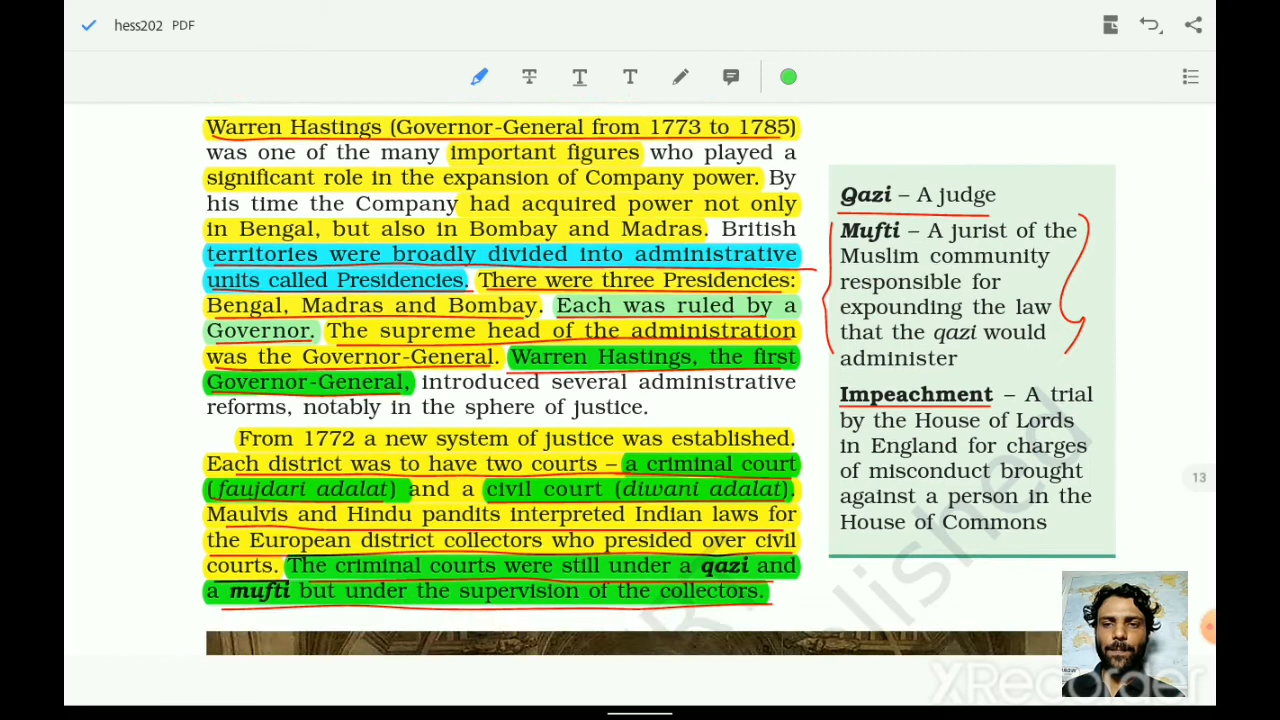 hess202 PDF
Warren Hastings (Governor-General from 1773 to 1785)
was one of the many important figures who played a
significant role in the expansion of Company power. By
his time the Company had acquired power not only
in Bengal, but also in Bombay and Madras. British
territories were broadly divided into administrative
units called Presidencies. There were three Presidencies:
Bengal, Madras and Bombay. Each was ruled by a
Governor. The supreme head of the administration
was the Governor-General. Warren Hastings, the first
Governor-General, introduced several administrative
reforms, notably in the sphere of justice.
From 1772 a new system of justice was established.
Each district was to have two courts – a criminal court
(faujdari adalat) and a civil court (diwani adalat).
Maulvis and Hindu pandits interpreted Indian laws for
the European district collectors who presided over civil
courts. The criminal courts were still under a qazi and
a mufti but under the supervision of the collectors.
Qazi – A judge
Mufti – A jurist of the
Muslim community
responsible for
expounding the law
that the qazi would
administer
Impeachment – A trial
by the House of Lords
in England for charges
of misconduct brought
against a person in the
House of Commons
13
XRecorder